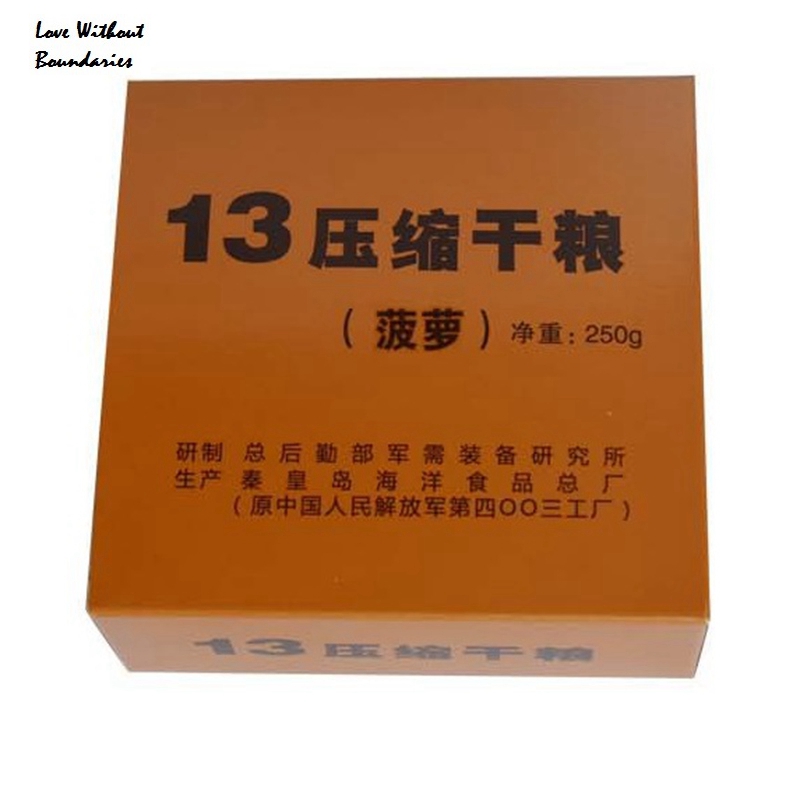 Love Without
Boundaries
13压缩干粮
(菠萝) 净重: 250g
研制 总后勤部军需装备研究所
生产 秦皇岛海洋食品总厂
(原中国人民解放军第四OO三工厂)
13压缩干粮